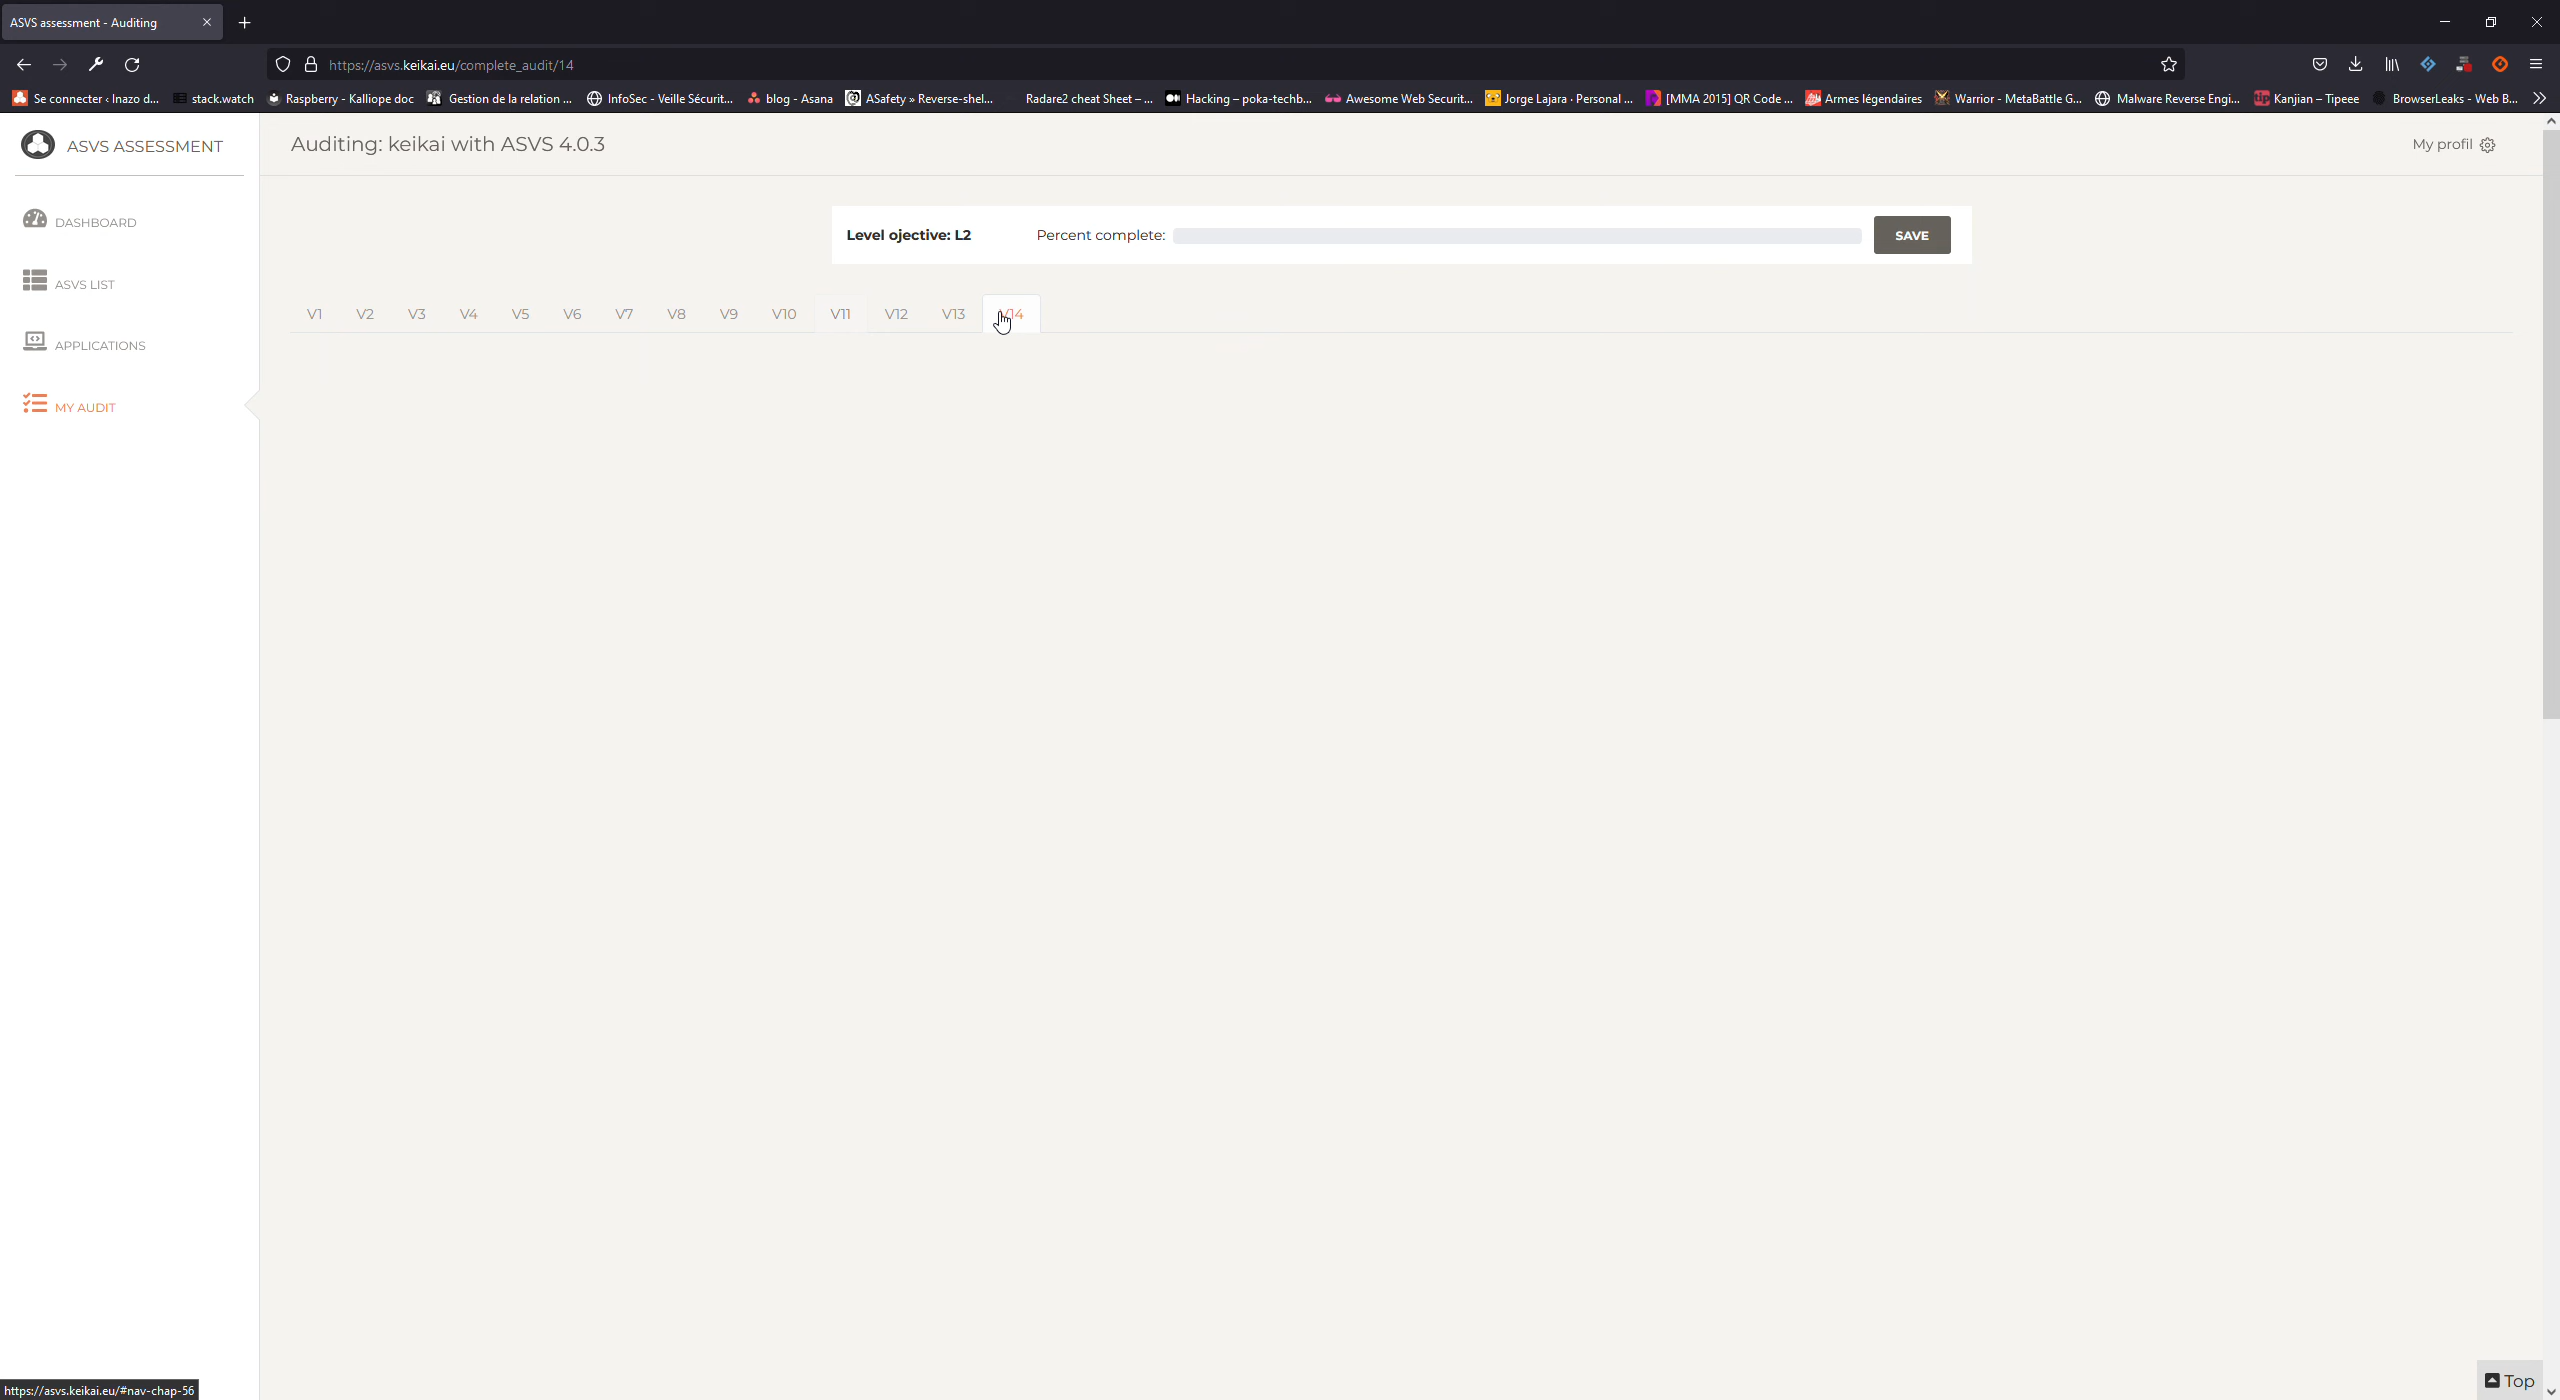 ASVS assessment - Auditing
https://asvs.keikai.eu/complete_audit/14
Se connecter ‹ Inazo d... stack.watch Raspberry - Kalliope doc Gestion de la relation ... InfoSec - Veille Sécurit... blog - Asana ASafety » Reverse-shel... Radare2 cheat Sheet – ... Hacking – poka-techb... Awesome Web Securit... Jorge Lajara · Personal ... [MMA 2015] QR Code ... Armes légendaires Warrior - MetaBattle G... Malware Reverse Engi... Kanjian – Tipeee BrowserLeaks - Web B...
ASVS ASSESSMENT
Auditing: keikai with ASVS 4.0.3
My profil
DASHBOARD
ASVS LIST
APPLICATIONS
MY AUDIT
Level ojective: L2 Percent complete: SAVE
V1 V2 V3 V4 V5 V6 V7 V8 V9 V10 V11 V12 V13 V14
Top
https://asvs.keikai.eu/#nav-chap-56